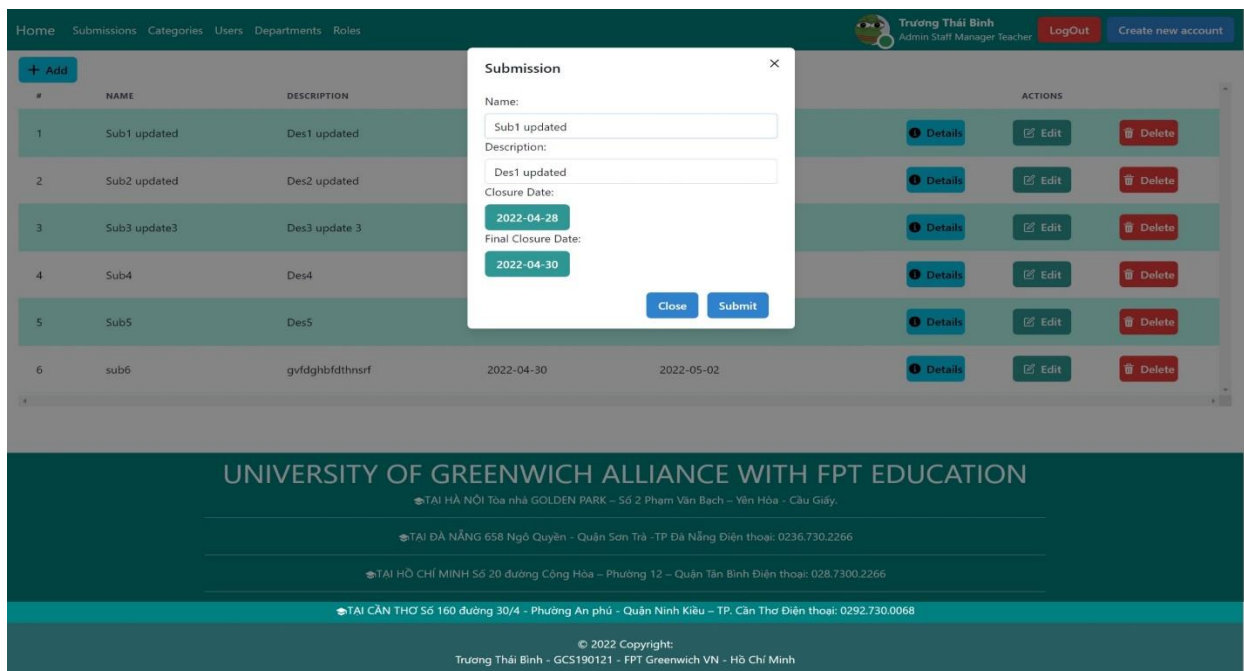 Home Submissions Categories Users Departments Roles
Trương Thái Bình
Admin Staff Manager Teacher
LogOut
Create new account
+ Add
# NAME DESCRIPTION ACTIONS
1 Sub1 updated Des1 updated Details Edit Delete
2 Sub2 updated Des2 updated Details Edit Delete
3 Sub3 update3 Des3 update 3 Details Edit Delete
4 Sub4 Des4 Details Edit Delete
5 Sub5 Des5 Details Edit Delete
6 sub6 gvfdghbfdthnsrf 2022-04-30 2022-05-02 Details Edit Delete
Submission
Name:
Sub1 updated
Description:
Des1 updated
Closure Date:
2022-04-28
Final Closure Date:
2022-04-30
Close Submit
UNIVERSITY OF GREENWICH ALLIANCE WITH FPT EDUCATION
TẠI HÀ NỘI Tòa nhà GOLDEN PARK – Số 2 Phạm Văn Bạch – Yên Hòa - Cầu Giấy.
TẠI ĐÀ NẴNG 658 Ngô Quyền - Quận Sơn Trà -TP Đà Nẵng Điện thoại: 0236.730.2266
TẠI HỒ CHÍ MINH Số 20 đường Cộng Hòa – Phường 12 – Quận Tân Bình Điện thoại: 028.7300.2266
TẠI CẦN THƠ Số 160 đường 30/4 - Phường An phú - Quận Ninh Kiều – TP. Cần Thơ Điện thoại: 0292.730.0068
© 2022 Copyright:
Trương Thái Bình - GCS190121 - FPT Greenwich VN - Hồ Chí Minh